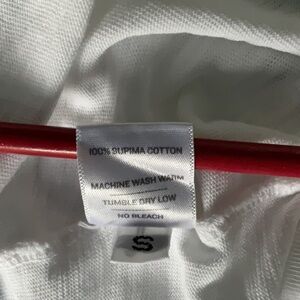 100% SUPIMA COTTON
MACHINE WASH WARM
TUMBLE DRY LOW
NO BLEACH
S